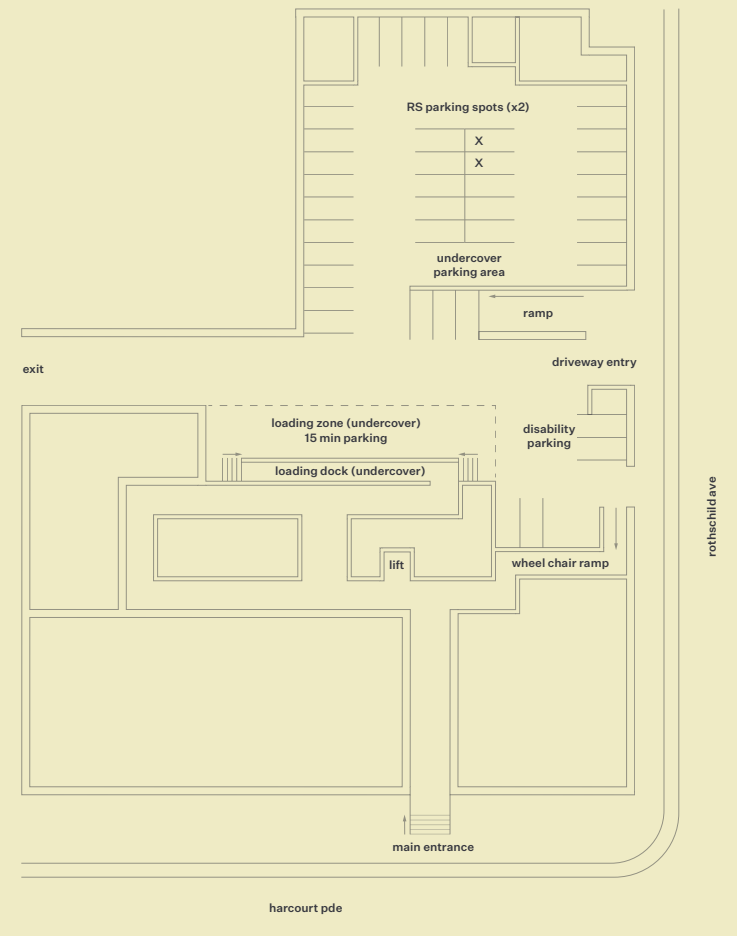 RS parking spots (x2)
X
X
undercover
parking area
ramp
exit
driveway entry
loading zone (undercover)
15 min parking
disability
parking
loading dock (undercover)
rothschild ave
lift
wheel chair ramp
main entrance
harcourt pde